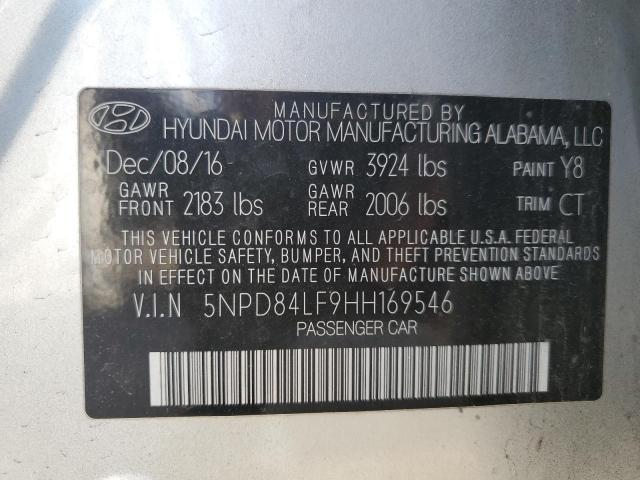 MANUFACTURED BY
HYUNDAI MOTOR MANUFACTURING ALABAMA, LLC
Dec/08/16 GVWR 3924 lbs PAINT Y8
GAWR FRONT 2183 lbs GAWR REAR 2006 lbs TRIM CT
THIS VEHICLE CONFORMS TO ALL APPLICABLE U.S.A. FEDERAL
MOTOR VEHICLE SAFETY, BUMPER, AND THEFT PREVENTION STANDARDS
IN EFFECT ON THE DATE OF MANUFACTURE SHOWN ABOVE
V.I.N 5NPD84LF9HH169546
PASSENGER CAR